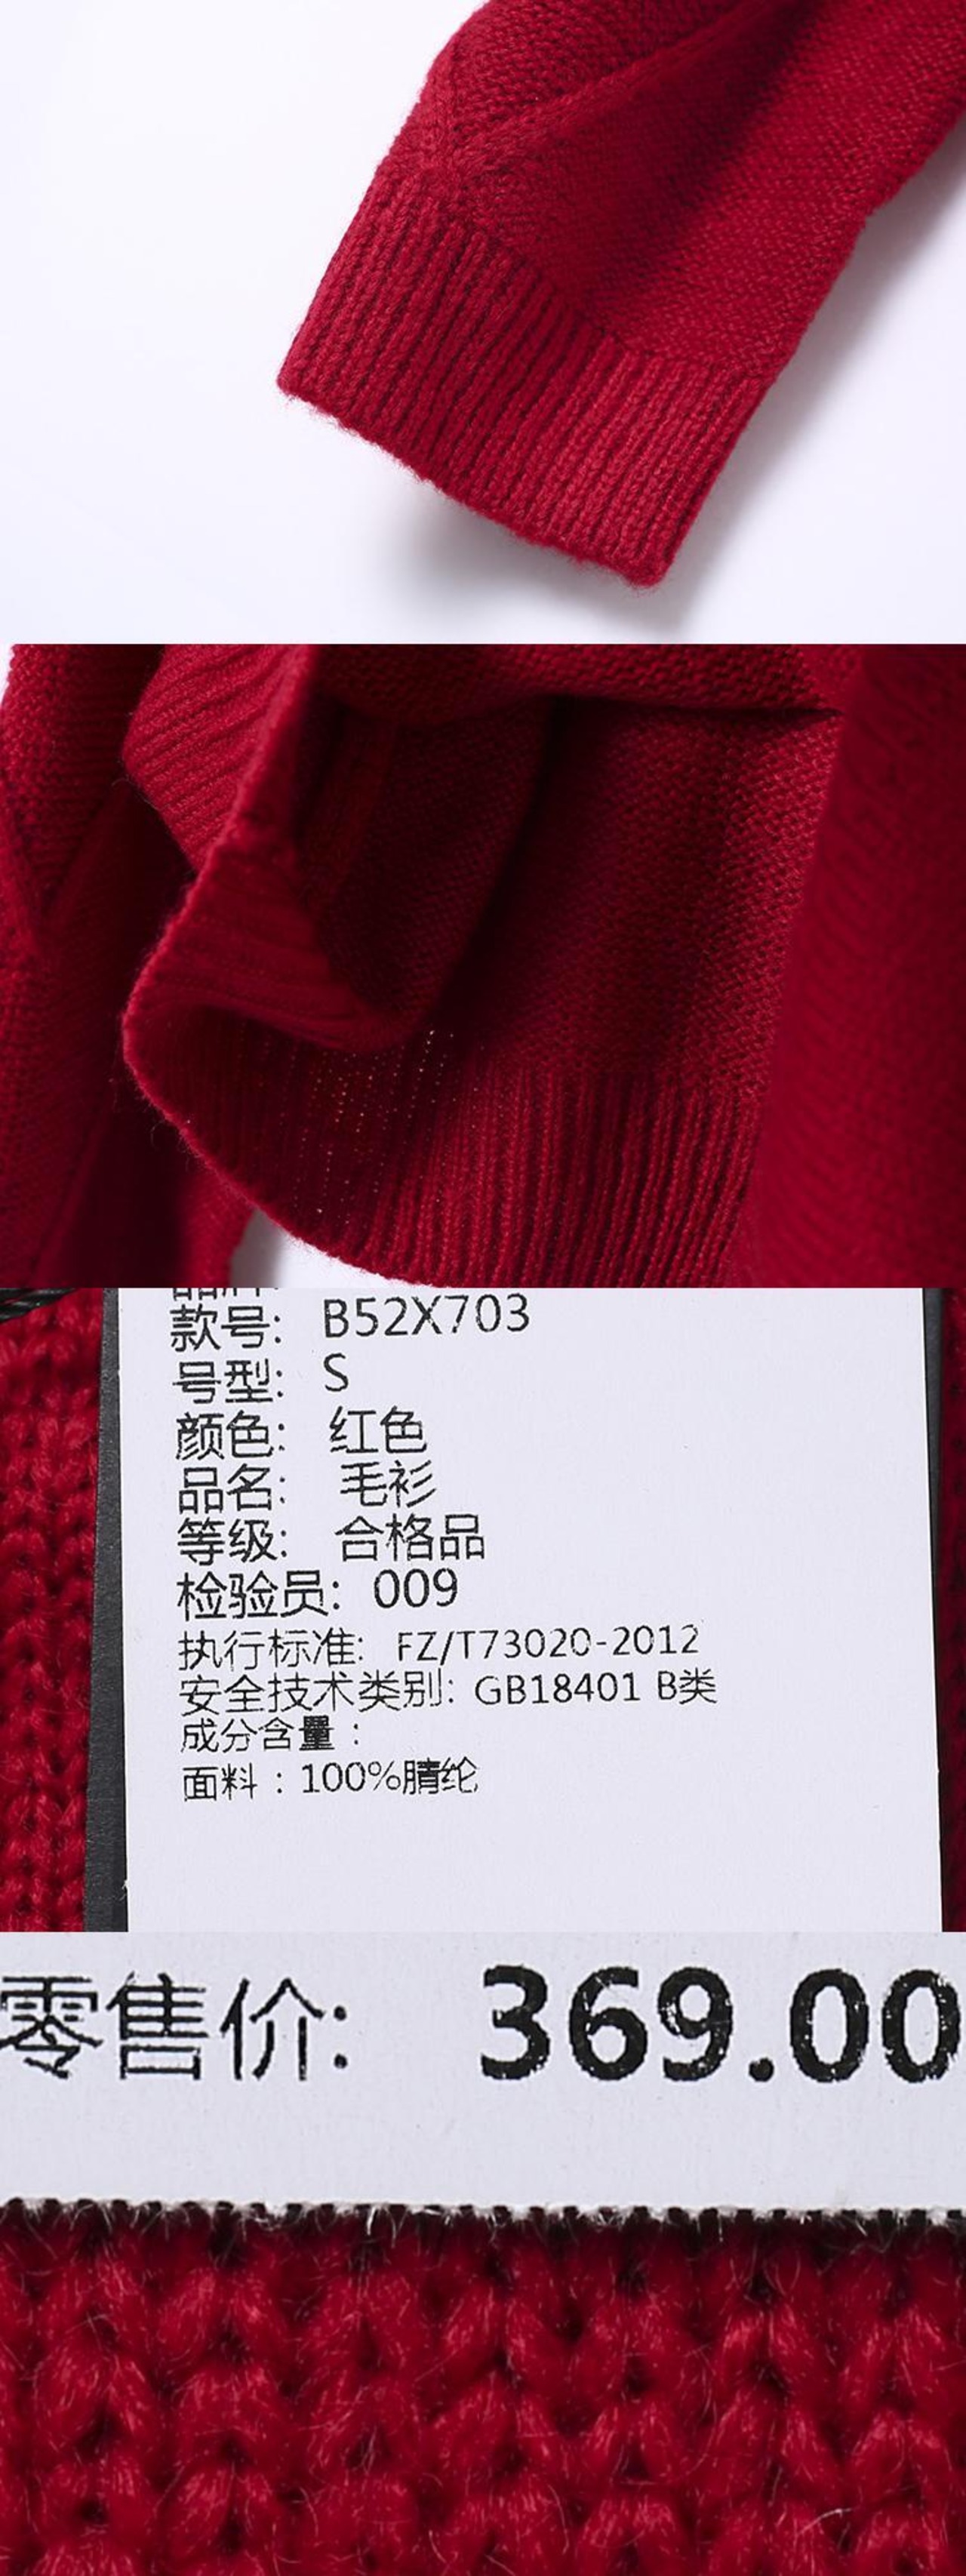 款号: B52X703
号型: S
颜色: 红色
品名: 毛衫
等级: 合格品
检验员: 009
执行标准: FZ/T73020-2012
安全技术类别: GB18401 B类
成分含量:
面料: 100%腈纶
零售价: 369.00